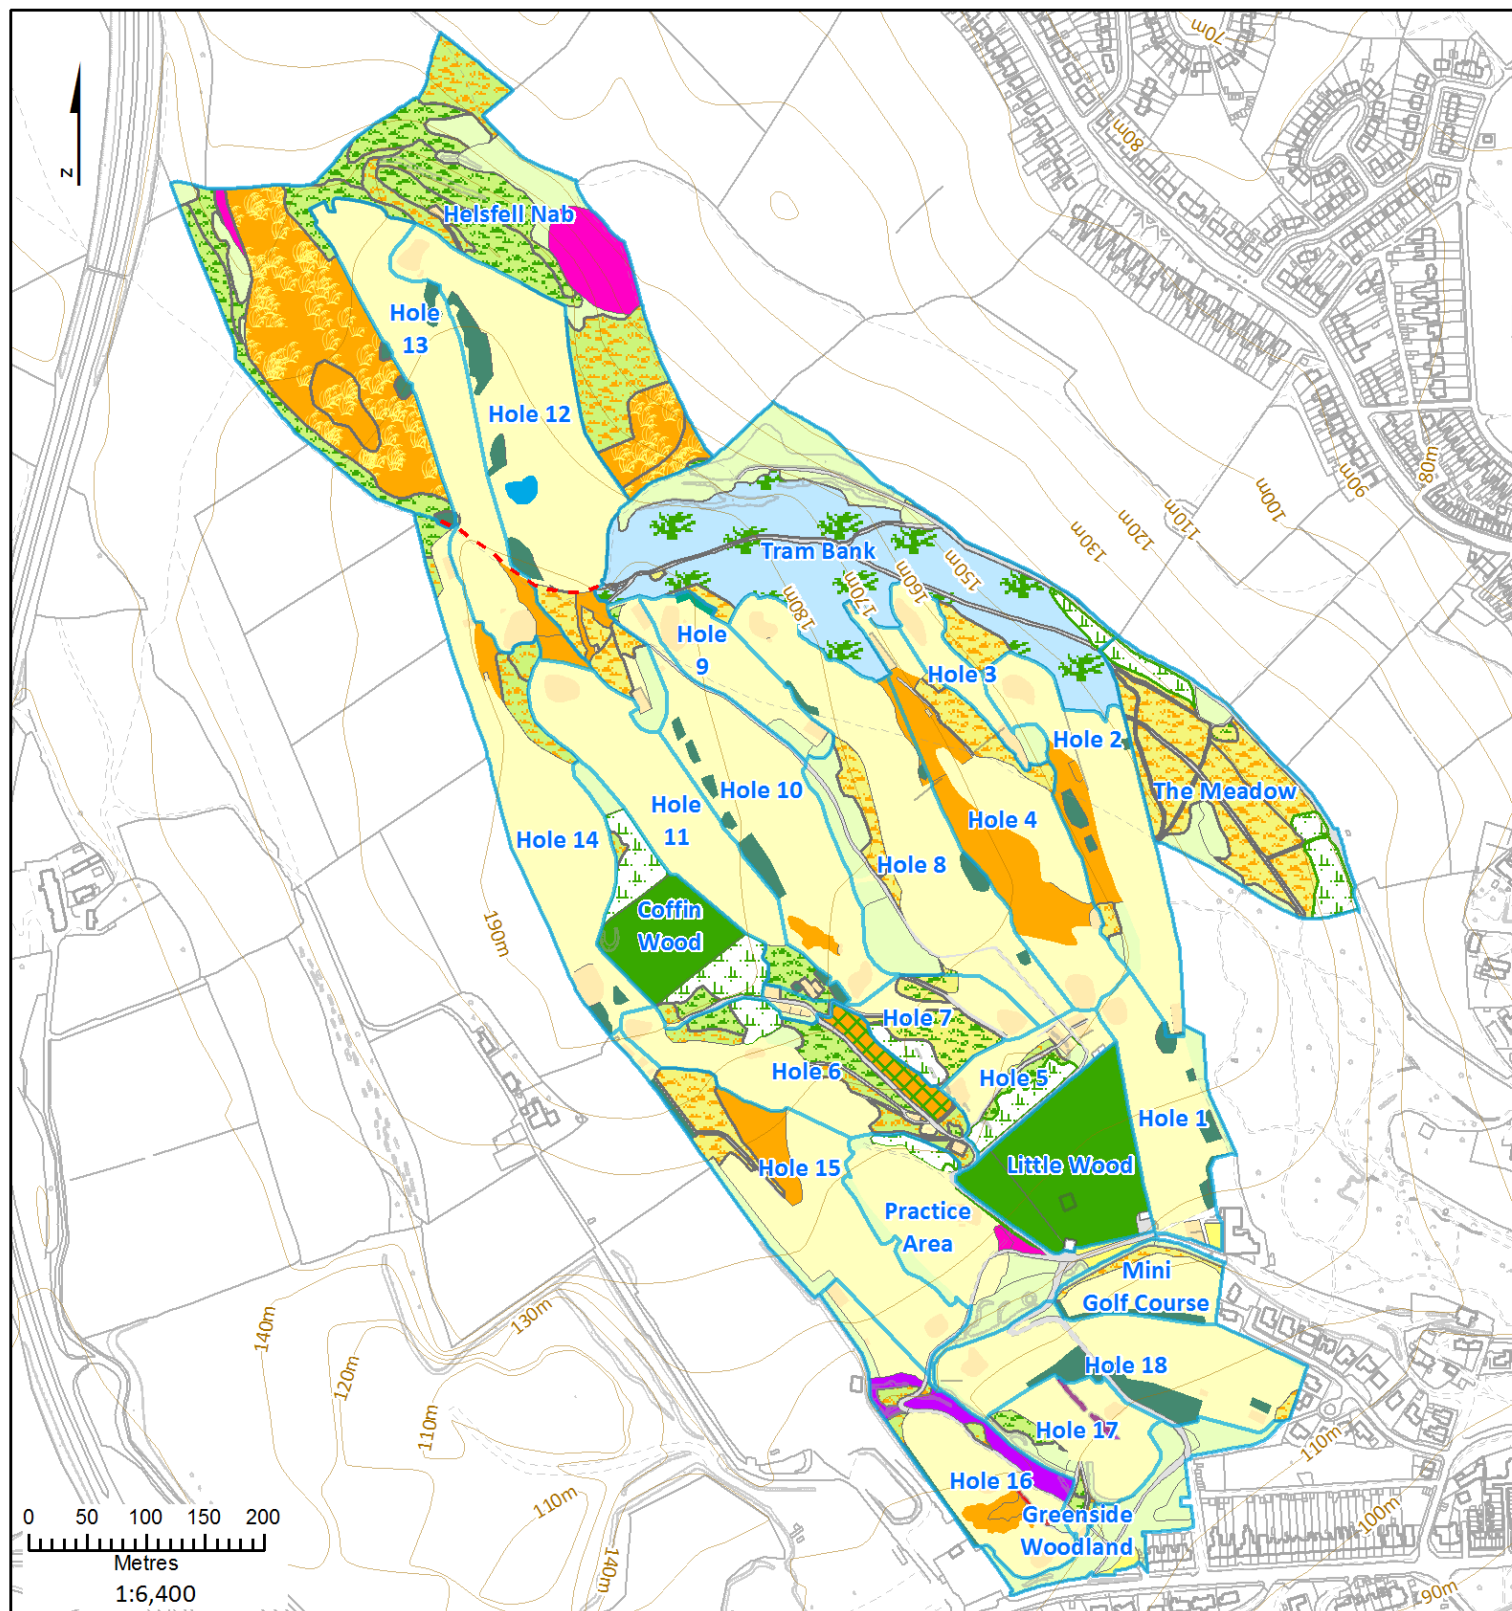 70m
80m
z
Helsfell Nab
Hole
13
Hole 12
80m
90m
100m
110m
120m
130m
Tram Bank
150m
160m
170m
180m
Hole
9
Hole 3
Hole 2
The Meadow
Hole 10
Hole
11
Hole 4
Hole 14
Hole 8
Coffin
Wood
190m
Hole 7
Hole 6
Hole 5
Hole 1
Little Wood
Hole 15
Practice
Area
Mini
Golf Course
130m
140m
120m
110m
Hole 18
Hole 17
110m
Hole 16
110m
Greenside
Woodland
100m
140m
90m
0 50 100 150 200
Metres
1:6,400